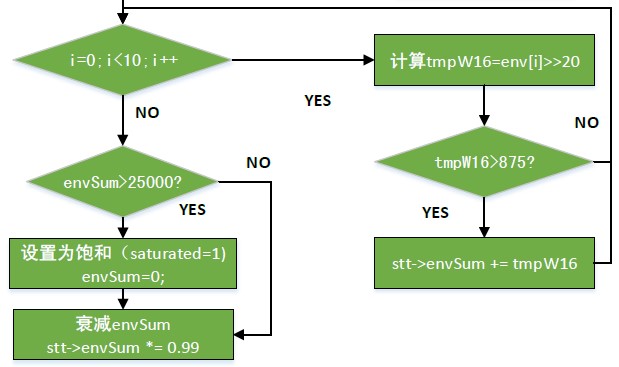 i=0;i<10;i++
计算tmpW16=env[i]>>20
YES
NO
NO
tmpW16>875?
NO
envSum>25000?
YES
YES
设置为饱和（saturated=1)
envSum=0;
stt->envSum += tmpW16
衰减envSum
stt->envSum *= 0.99